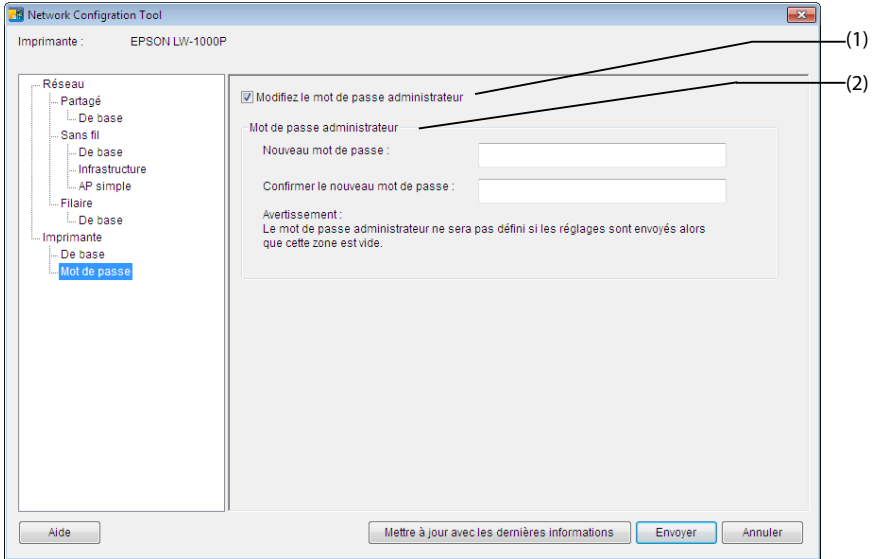 Network Configration Tool
Imprimante : EPSON LW-1000P
(1)
(2)
Réseau
Partagé
De base
Sans fil
De base
Infrastructure
AP simple
Filaire
De base
Imprimante
De base
Mot de passe
Modifiez le mot de passe administrateur
Mot de passe administrateur
Nouveau mot de passe :
Confirmer le nouveau mot de passe :
Avertissement :
Le mot de passe administrateur ne sera pas défini si les réglages sont envoyés alors
que cette zone est vide.
Aide
Mettre à jour avec les dernières informations
Envoyer
Annuler